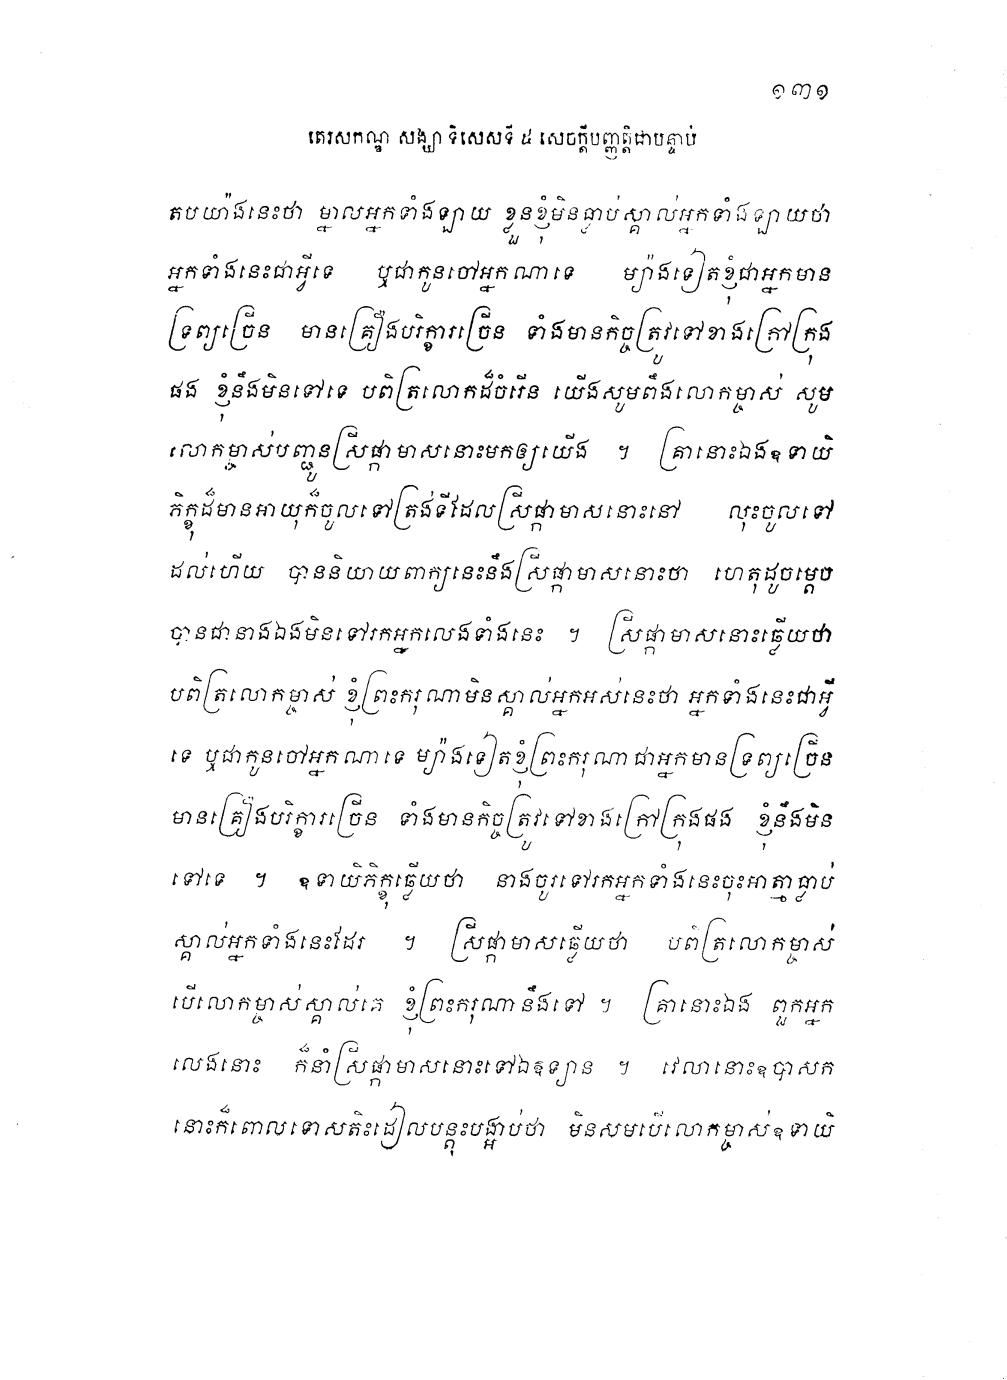 ១៣១
តេរសកណ្ឌ សង្ឃាទិសេសទី ៥ សេចក្តីបញ្ញត្តិជាបន្ទាប់
តបយ៉ាងនេះថា ម្នាលអ្នកទាំងឡាយ ខ្លួនខ្ញុំមិនធ្លាប់ស្គាល់អ្នកទាំងឡាយថា
អ្នកទាំងនេះជាអ្វីទេ ឬជាកូនចៅអ្នកណាទេ ម្យ៉ាងទៀតខ្ញុំជាអ្នកមាន
ទ្រព្យច្រើន មានគ្រឿងបរិក្ខារច្រើន ទាំងមានកិច្ចត្រូវទៅខាងក្រៅក្រុង
ផង ខ្ញុំនឹងមិនទៅទេ បពិត្រលោកដ៏ចំរើន យើងសូមពឹងលោកម្ចាស់ សូម
លោកម្ចាស់បញ្ជូនស្រីផ្កាមាសនោះមកឲ្យយើង ។ គ្រានោះឯងឧទាយិ
ភិក្ខុដ៏មានអាយុក៏ចូលទៅត្រង់ទីដែលស្រីផ្កាមាសនោះនៅ លុះចូលទៅ
ដល់ហើយ បាននិយាយពាក្យនេះនឹងស្រីផ្កាមាសនោះថា ហេតុដូចម្តេច
បានជានាងឯងមិនទៅរកអ្នកលេងទាំងនេះ ។ ស្រីផ្កាមាសនោះឆ្លើយថា
បពិត្រលោកម្ចាស់ ខ្ញុំព្រះករុណាមិនស្គាល់អ្នកអស់នេះថា អ្នកទាំងនេះជាអ្វី
ទេ ឬជាកូនចៅអ្នកណាទេ ម្យ៉ាងទៀតខ្ញុំព្រះករុណាជាអ្នកមានទ្រព្យច្រើន
មានគ្រឿងបរិក្ខារច្រើន ទាំងមានកិច្ចត្រូវទៅខាងក្រៅក្រុងផង ខ្ញុំនឹងមិន
ទៅទេ ។ ឧទាយិភិក្ខុឆ្លើយថា នាងចូរទៅរកអ្នកទាំងនេះចុះអាត្មាធ្លាប់
ស្គាល់អ្នកទាំងនេះដែរ ។ ស្រីផ្កាមាសឆ្លើយថា បពិត្រលោកម្ចាស់
បើលោកម្ចាស់ស្គាល់គេ ខ្ញុំព្រះករុណានឹងទៅ ។ គ្រានោះឯង ពួកអ្នក
លេងនោះ ក៏នាំស្រីផ្កាមាសនោះទៅឯឧទ្យាន ។ វេលានោះឧបាសក
នោះក៏ពោលទោសតិះដៀលបន្តុះបង្អាប់ថា មិនសមបើលោកម្ចាស់ឧទាយិ